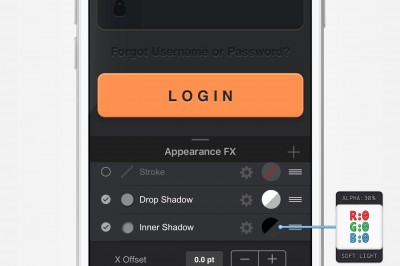 Forgot Username or Password?
LOGIN
Appearance FX
Stroke
Drop Shadow
Inner Shadow
X Offset
0.0 pt
ALPHA:30%
R:0
G:0
B:0
SOFT LIGHT